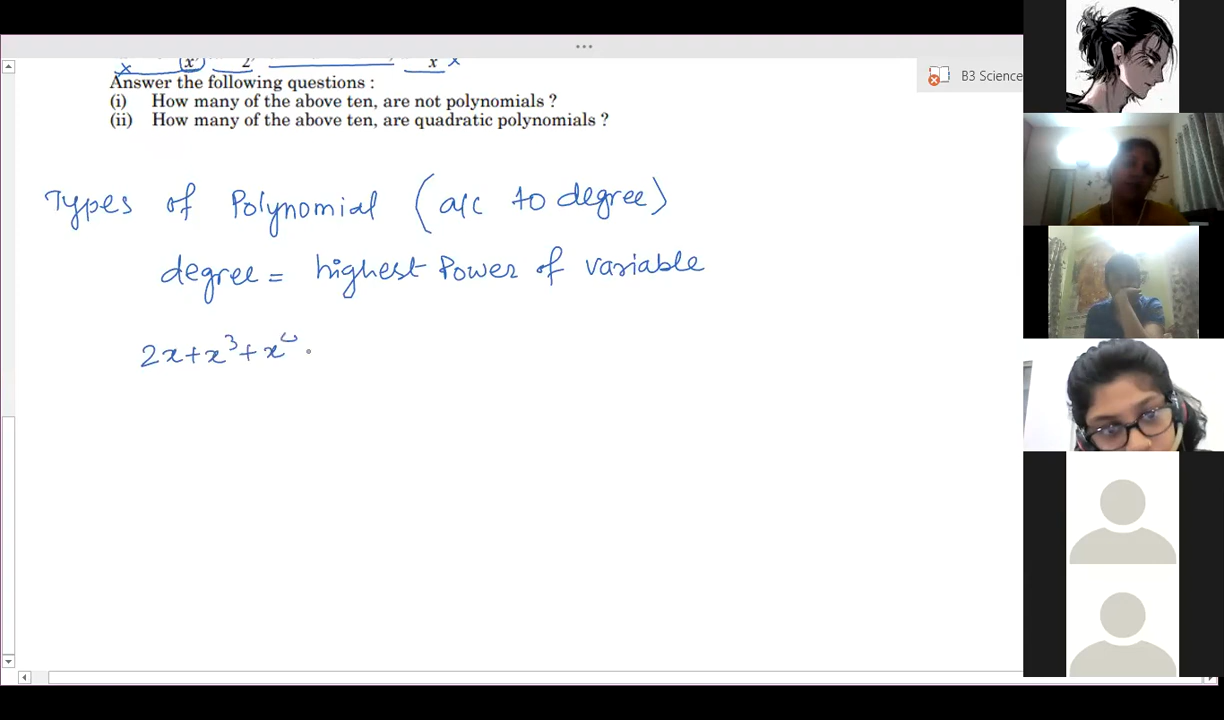 B3 Science
Answer the following questions :
(i) How many of the above ten, are not polynomials ?
(ii) How many of the above ten, are quadratic polynomials ?
Types of Polynomial (a/c to degree)
degree = highest Power of variable
2x + x³ + x